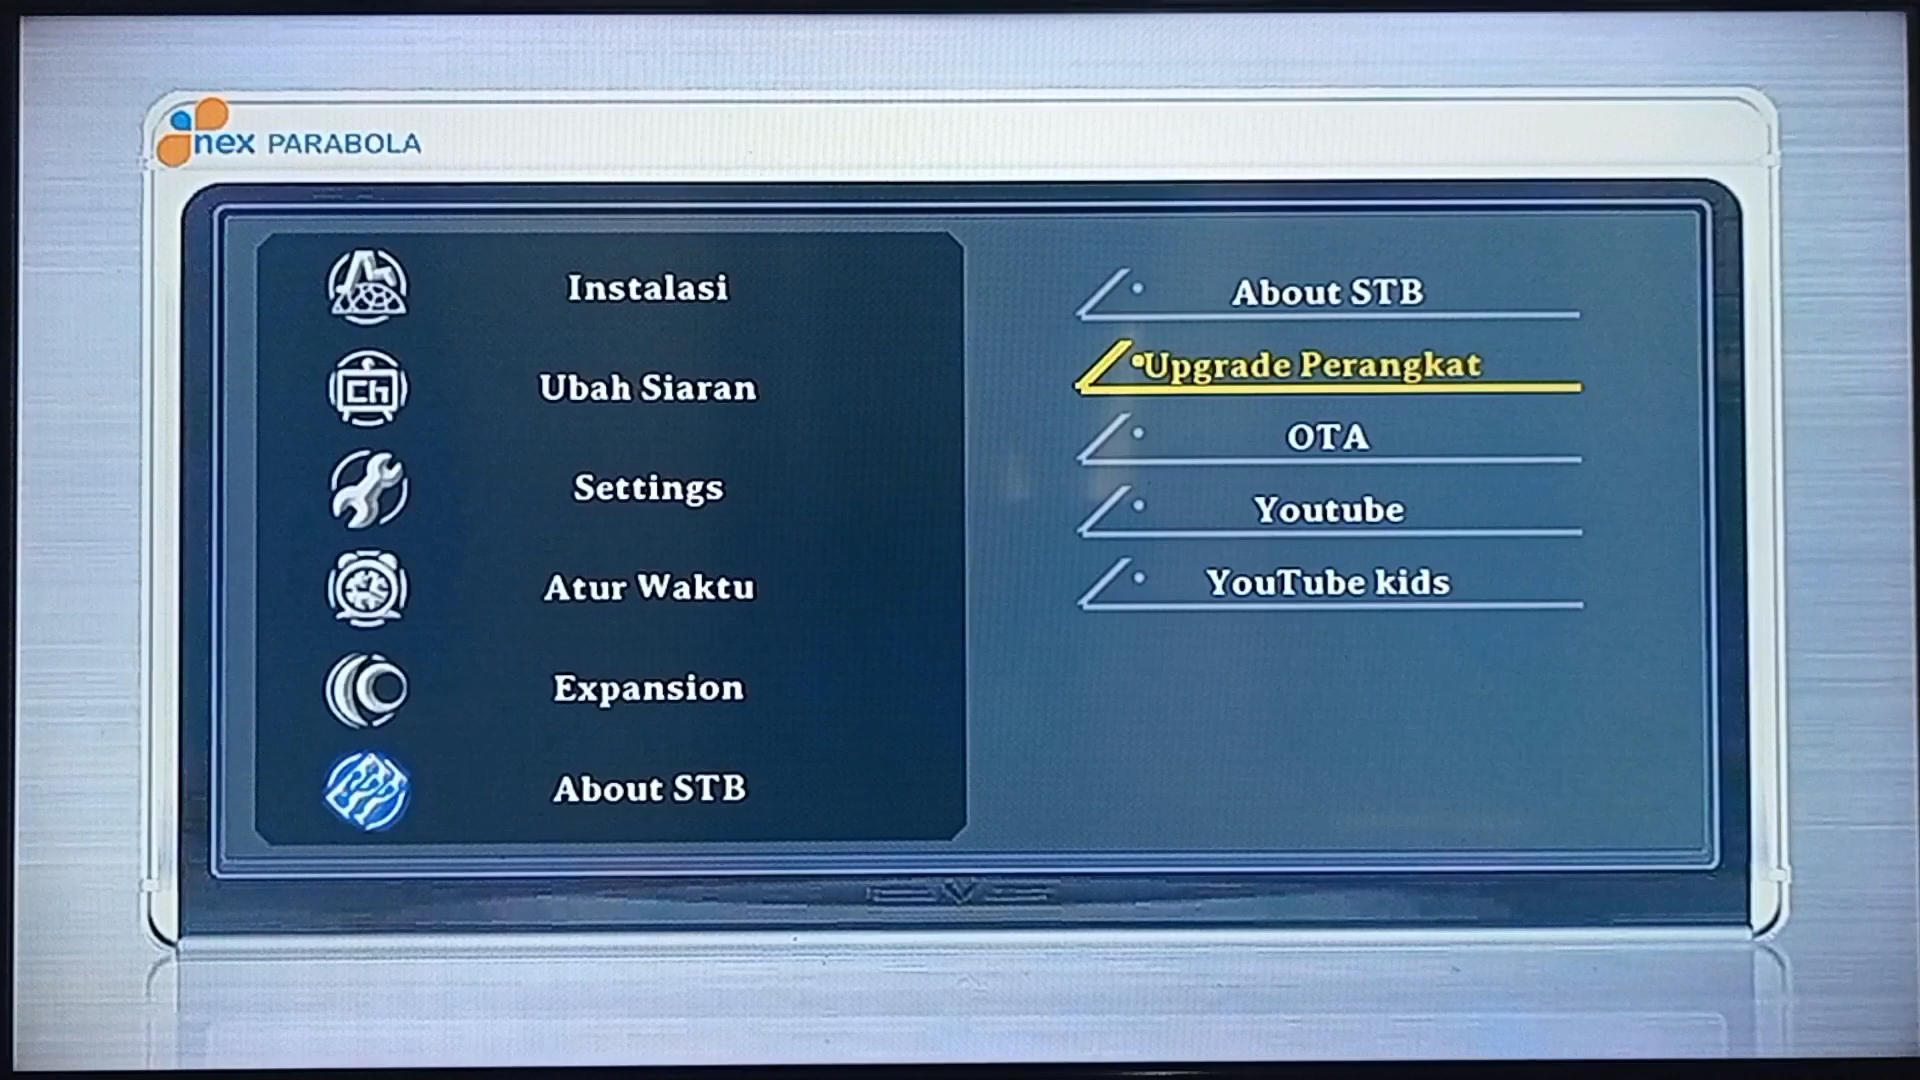 nex PARABOLA
Instalasi
Ubah Siaran
Ch
Settings
Atur Waktu
Expansion
About STB
About STB
Upgrade Perangkat
OTA
Youtube
YouTube kids